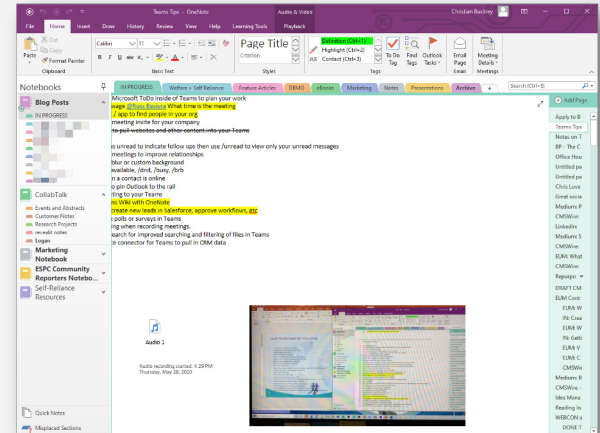 Teams Tips - OneNote
Audio & Video
Christian Buckley
File Home Insert Draw History Review View Help Learning Tools Playback
Paste
Cut
Copy
Format Painter
Clipboard
Calibri 11
B I U
Basic Text
Page Title
Citation
Styles
Definition (Ctrl+1)
Highlight (Ctrl+2)
Contact (Ctrl+3)
To Do Tag
Find Tags
Outlook Tasks
Tags
Email Page
Email
Meeting Details
Meetings
Notebooks
IN PROGRESS Welfare + Self Reliance Feature Articles DEMO eBooks Marketing Notes Presentations Archive +
Search (Ctrl+E)
Blog Posts
IN PROGRESS
CollabTalk
Events and Abstracts
Customer Notes
Research Projects
revealit notes
Logan
Marketing Notebook
ESPC Community Reporters Notebo...
Self-Reliance Resources
Quick Notes
Misplaced Sections
Microsoft ToDo inside of Teams to plan your work
What time is the meeting
/ app to find people in your org
meeting invite for your company
to pull websites and other content into your Teams
is unread to indicate follow ups then use /unread to view only your unread messages
meetings to improve relationships
blur or custom background
available, /dnd, /busy, /brb
n a contact is online
o pin Outlook to the rail
eting to your Teams
ns Wiki with OneNote
create new leads in Salesforce, approve workflows, etc
n polls or surveys in Teams
ing when recording meetings.
search for improved searching and filtering of files in Teams
ce connector for Teams to pull in CRM data
Audio 1
Audio recording started: 4:29 PM
Thursday, May 28, 2020
Add Page
Apply to B
Teams Tips
Notes on T
BP - The C
Office Hou
Untitled pa
Untitled pa
Chris Love
Great socia
Medium: P
CMSWire:
LinkedIn:
Medium: S
CMSWire:
EUM: What
CMSWire:
Repurpo
DRAFT CM
EUM Cont
EUM: W
IN: Crea
EUM: W
IN: Getti
EUM: V
EUM: C
CMSWir
Medium: B
CMSWire -
Idea Mana
Reading lis
WEBCON a
DONE T